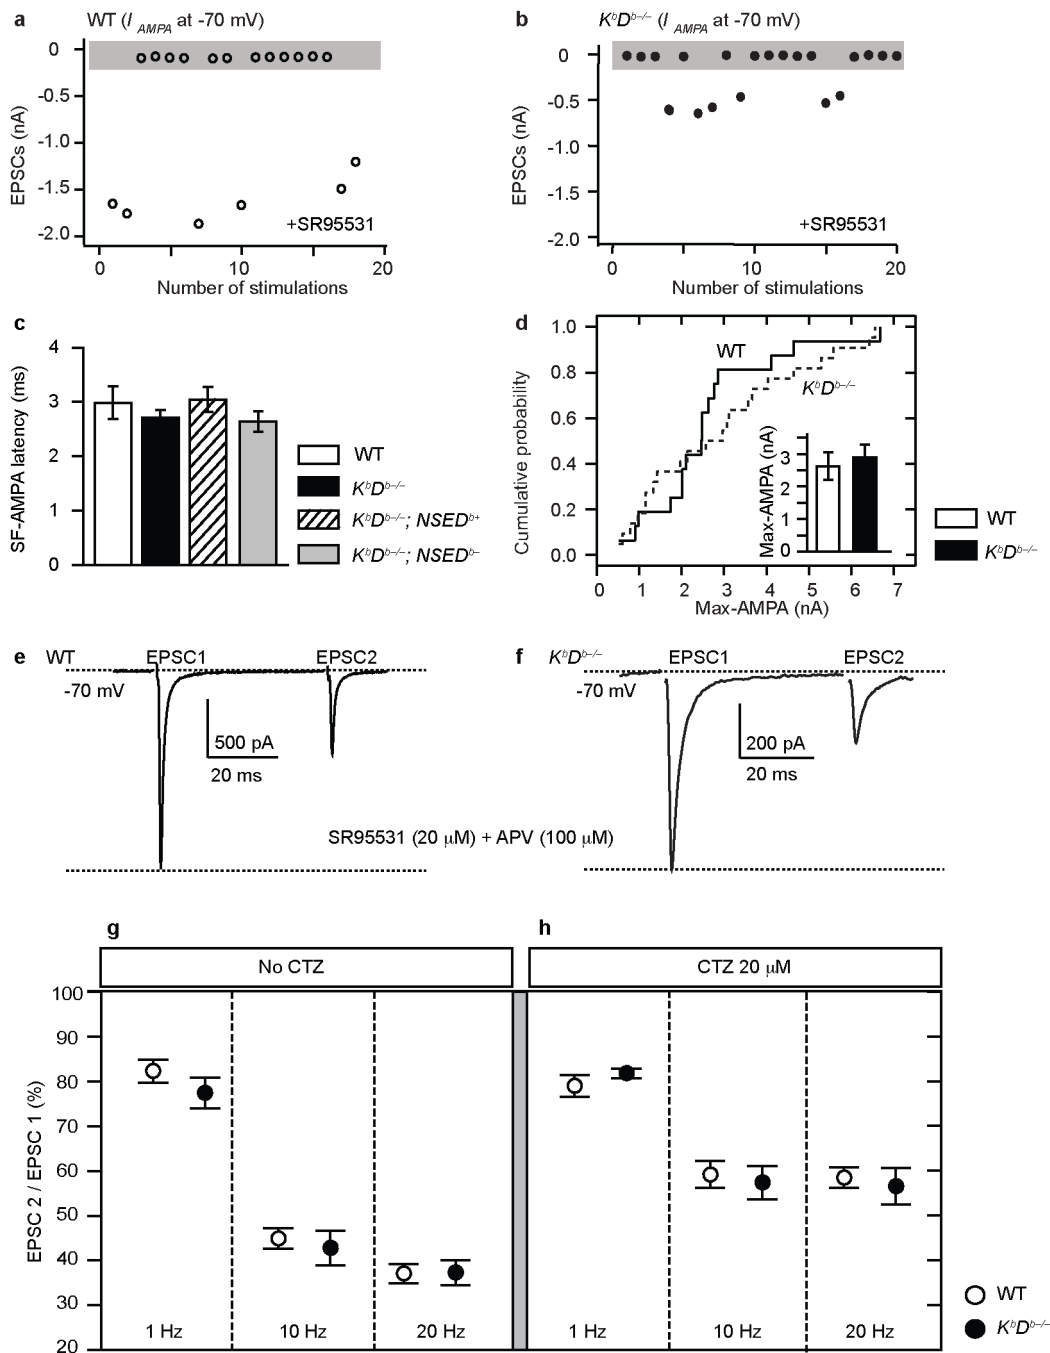 a
WT (I AMPA at -70 mV)
0
-0.5
-1.0
-1.5
-2.0
EPSCs (nA)
+SR95531
0
10
20
Number of stimulations
b
KbDb–/– (I AMPA at -70 mV)
0
-0.5
-1.0
-1.5
-2.0
EPSCs (nA)
+SR95531
0
10
20
Number of stimulations
c
4
3
2
1
0
SF-AMPA latency (ms)
WT
KbDb–/–
KbDb–/–; NSEDb+
KbDb–/–; NSEDb–
d
1.0
0.8
0.6
0.4
0.2
0.0
Cumulative probability
WT
KbDb–/–
3
2
1
0
Max-AMPA (nA)
0
1
2
3
4
5
6
7
Max-AMPA (nA)
WT
KbDb–/–
e
WT
EPSC1
EPSC2
-70 mV
500 pA
20 ms
f
KbDb–/–
EPSC1
EPSC2
-70 mV
200 pA
20 ms
SR95531 (20 μM) + APV (100 μM)
g
No CTZ
h
CTZ 20 μM
100
90
80
70
60
50
40
30
20
EPSC 2 / EPSC 1 (%)
1 Hz
10 Hz
20 Hz
1 Hz
10 Hz
20 Hz
WT
KbDb–/–